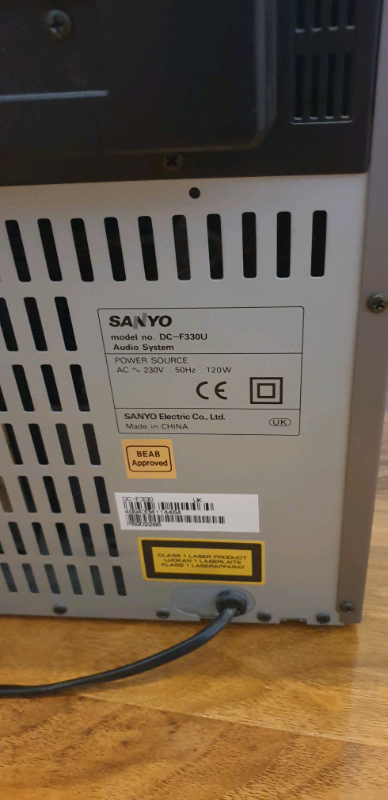 SANYO
model no. DC-F330U
Audio System
POWER SOURCE
AC ~ 230V 50Hz 120W
CE
SANYO Electric Co., Ltd.
Made in CHINA
UK
BEAB
Approved
DC-F330 UK
CLASS 1 LASER PRODUCT
LUOKAN 1 LASERLAITE
KLASS 1 LASERAPPARAT